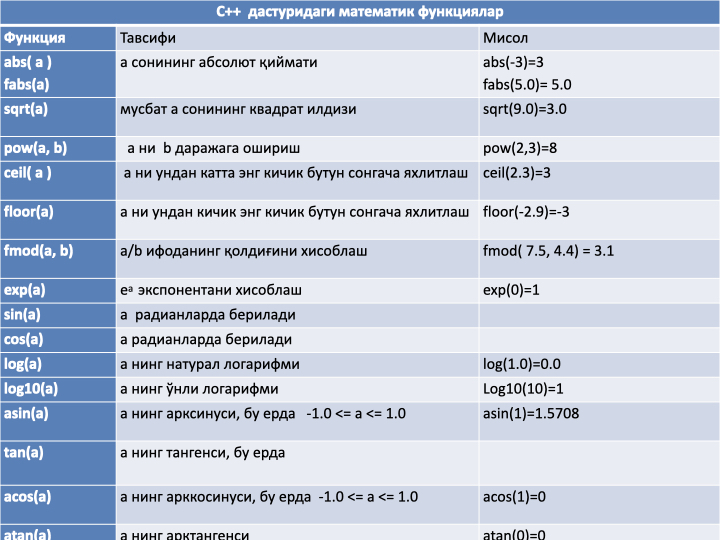 C++ дастуридаги математик функциялар
Функция Тавсифи Мисол
abs( a ) а сонининг абсолют қиймати abs(-3)=3
fabs(a) fabs(5.0)= 5.0
sqrt(a) мусбат а сонининг квадрат илдизи sqrt(9.0)=3.0
pow(a, b) а ни b даражага ошириш pow(2,3)=8
ceil( a ) а ни ундан катта энг кичик бутун сонгача яхлитлаш ceil(2.3)=3
floor(a) а ни ундан кичик энг кичик бутун сонгача яхлитлаш floor(-2.9)=-3
fmod(a, b) a/b ифоданинг қолдиғини хисоблаш fmod( 7.5, 4.4) = 3.1
exp(a) eᵃ экспонентани хисоблаш exp(0)=1
sin(a) а радианларда берилади
cos(a) а радианларда берилади
log(a) а нинг натурал логарифми log(1.0)=0.0
log10(a) а нинг ўнли логарифми Log10(10)=1
asin(a) а нинг арксинуси, бу ерда -1.0 <= a <= 1.0 asin(1)=1.5708
tan(a) а нинг тангенси, бу ерда
acos(a) а нинг арккосинуси, бу ерда -1.0 <= a <= 1.0 acos(1)=0
atan(a) а нинг арктангенси atan(0)=0